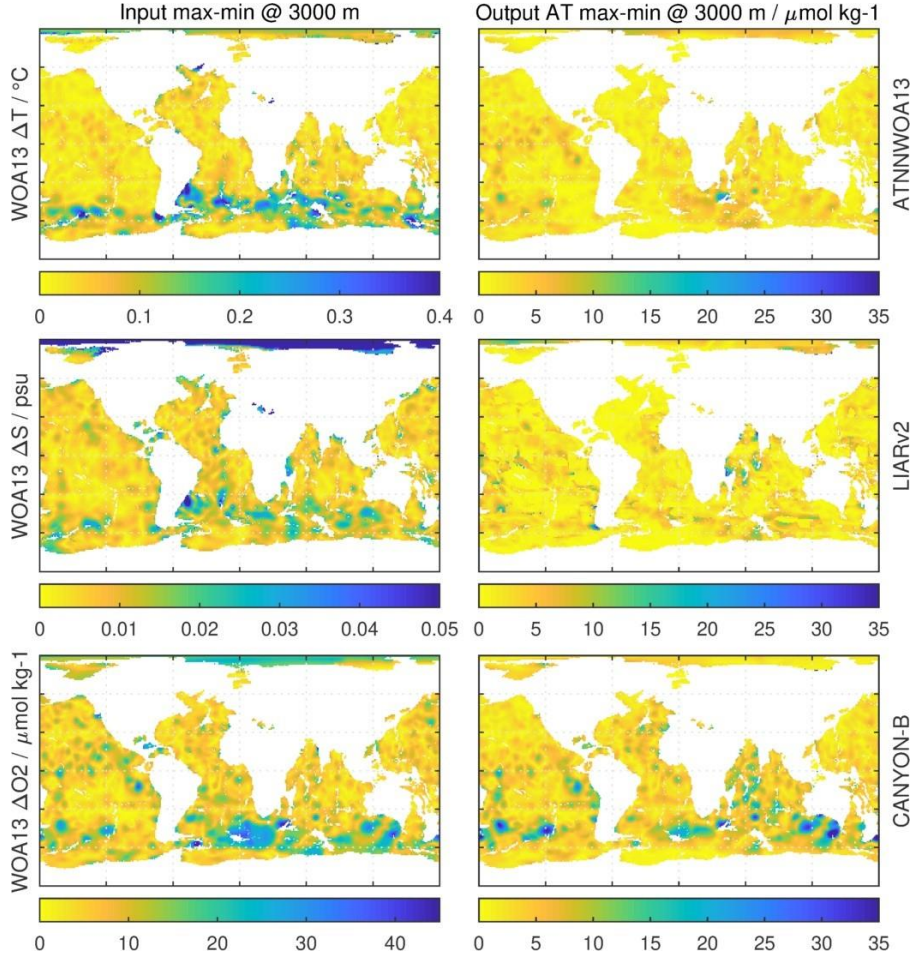 Input max-min @ 3000 m
Output AT max-min @ 3000 m / μmol kg-1
WOA13 ΔT / °C
ATNNWOA13
0 0.1 0.2 0.3 0.4
0 5 10 15 20 25 30 35
WOA13 ΔS / psu
LIARv2
0 0.01 0.02 0.03 0.04 0.05
0 5 10 15 20 25 30 35
WOA13 ΔO2 / μmol kg-1
CANYON-B
0 10 20 30 40
0 5 10 15 20 25 30 35